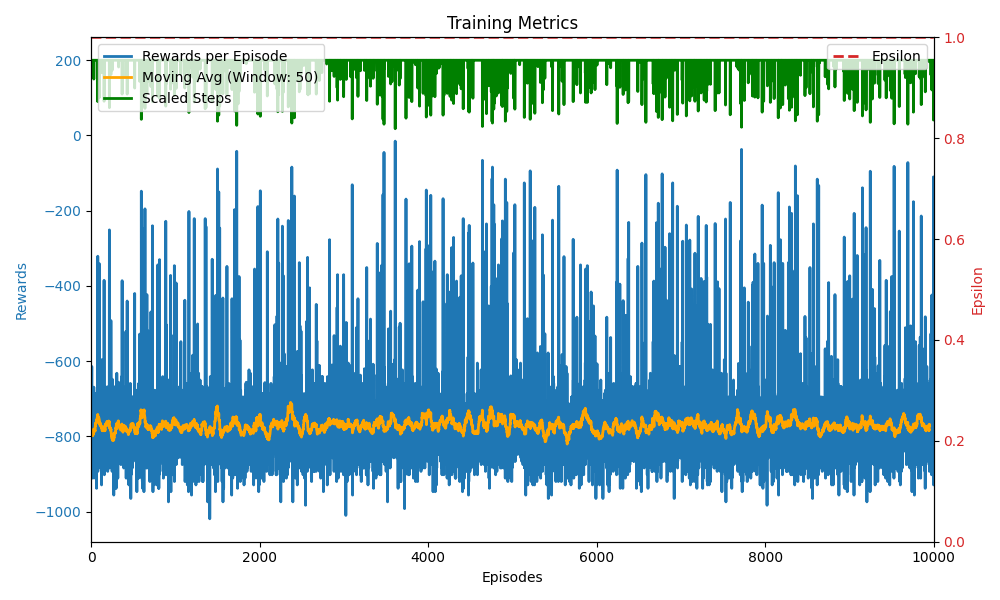 Training Metrics
Rewards per Episode
Moving Avg (Window: 50)
Scaled Steps
Epsilon
200
0
−200
−400
−600
−800
−1000
Rewards
1.0
0.8
0.6
0.4
0.2
0.0
Epsilon
0
2000
4000
6000
8000
10000
Episodes